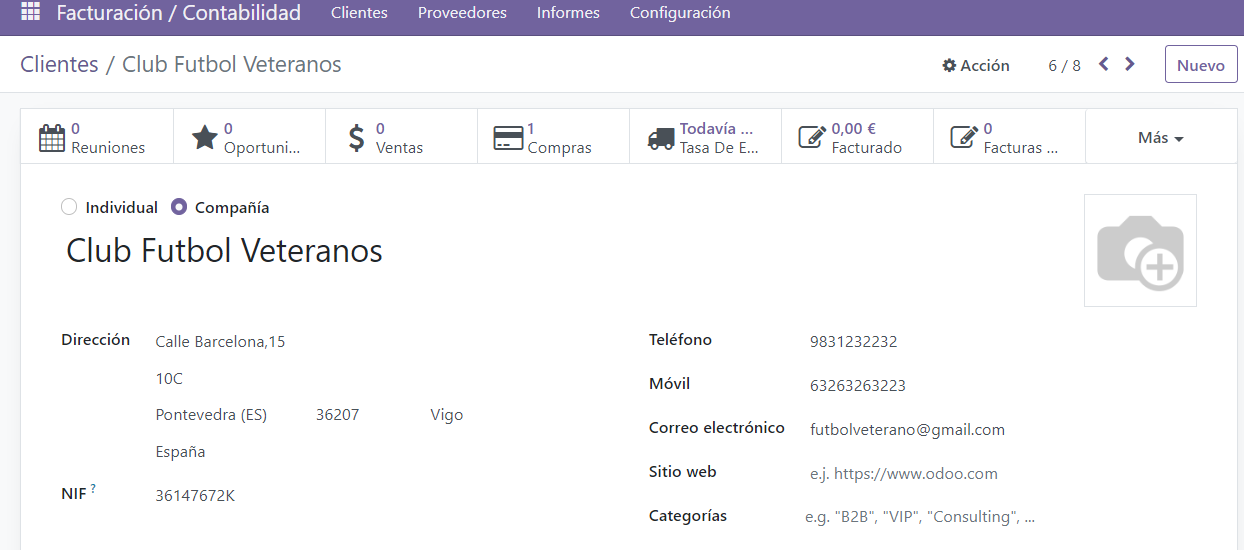 Facturación / Contabilidad Clientes Proveedores Informes Configuración
Clientes / Club Futbol Veteranos Acción 6 / 8 Nuevo
0 Reuniones
0 Oportuni...
$ 0 Ventas
1 Compras
Todavía ... Tasa De E...
0,00 € Facturado
0 Facturas ...
Más
Individual Compañía
Club Futbol Veteranos
Dirección Calle Barcelona,15
10C
Pontevedra (ES) 36207 Vigo
España
NIF ? 36147672K
Teléfono 9831232232
Móvil 63263263223
Correo electrónico futbolveterano@gmail.com
Sitio web e.j. https://www.odoo.com
Categorías e.g. "B2B", "VIP", "Consulting", ...